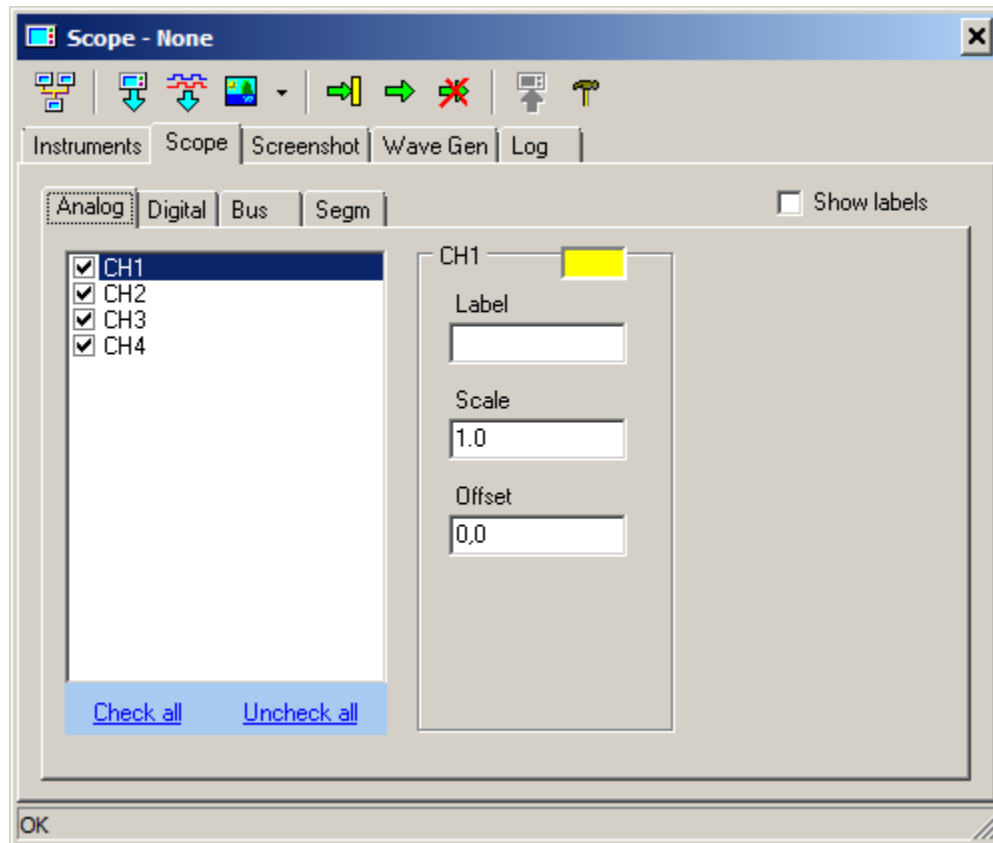 Scope - None
Instruments Scope Screenshot Wave Gen Log
Analog Digital Bus Segm Show labels
CH1
CH2
CH3
CH4
Check all Uncheck all
CH1
Label
Scale
1.0
Offset
0,0
OK